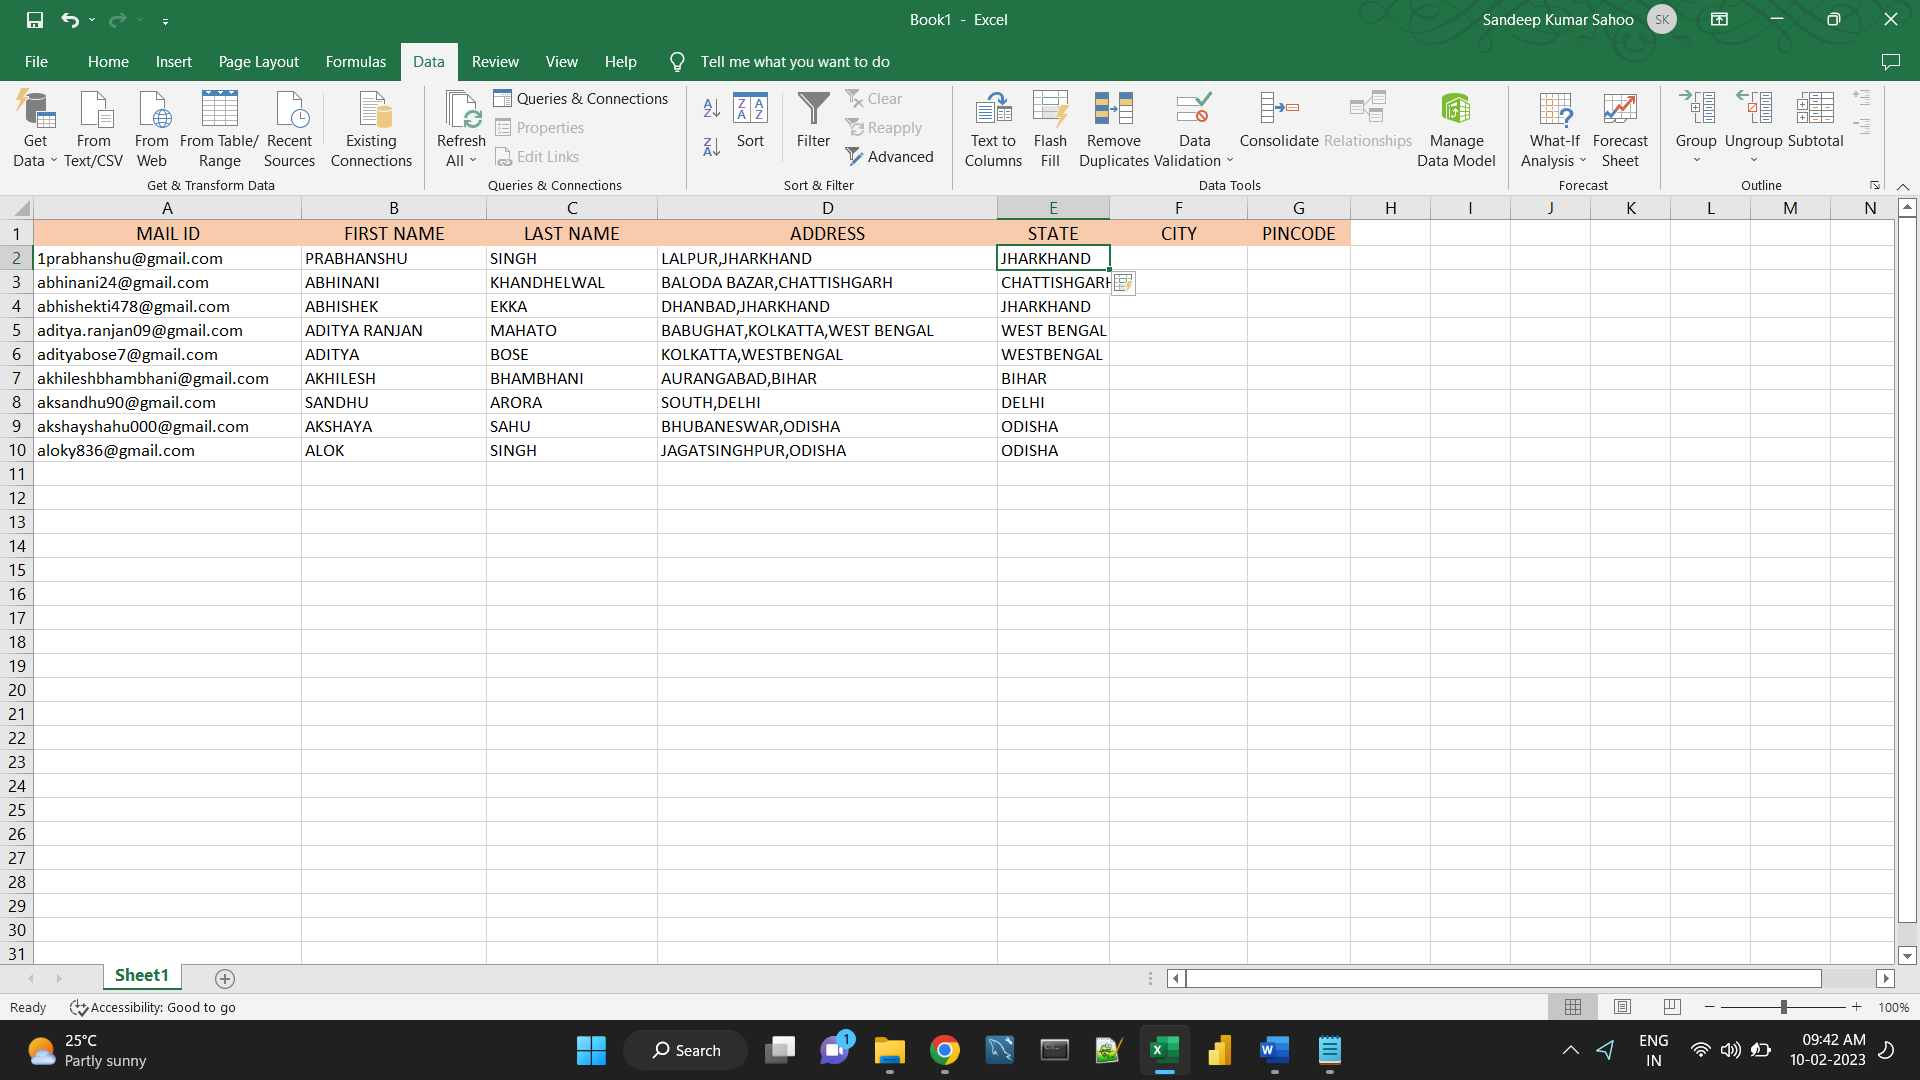 Book1 - Excel
Sandeep Kumar Sahoo SK
File Home Insert Page Layout Formulas Data Review View Help Tell me what you want to do
Get Data
From Text/CSV
From Web
From Table/ Range
Recent Sources
Existing Connections
Get & Transform Data
Refresh All
Queries & Connections
Properties
Edit Links
Queries & Connections
Sort
Filter
Clear
Reapply
Advanced
Sort & Filter
Text to Columns
Flash Fill
Remove Duplicates
Data Validation
Consolidate
Relationships
Manage Data Model
Data Tools
What-If Analysis
Forecast Sheet
Forecast
Group
Ungroup
Subtotal
Outline
A B C D E F G H I J K L M N
1 MAIL ID FIRST NAME LAST NAME ADDRESS STATE CITY PINCODE
2 1prabhanshu@gmail.com PRABHANSHU SINGH LALPUR,JHARKHAND JHARKHAND
3 abhinani24@gmail.com ABHINANI KHANDHELWAL BALODA BAZAR,CHATTISHGARH CHATTISHGARH
4 abhishekti478@gmail.com ABHISHEK EKKA DHANBAD,JHARKHAND JHARKHAND
5 aditya.ranjan09@gmail.com ADITYA RANJAN MAHATO BABUGHAT,KOLKATTA,WEST BENGAL WEST BENGAL
6 adityabose7@gmail.com ADITYA BOSE KOLKATTA,WESTBENGAL WESTBENGAL
7 akhileshbhambhani@gmail.com AKHILESH BHAMBHANI AURANGABAD,BIHAR BIHAR
8 aksandhu90@gmail.com SANDHU ARORA SOUTH,DELHI DELHI
9 akshayshahu000@gmail.com AKSHAYA SAHU BHUBANESWAR,ODISHA ODISHA
10 aloky836@gmail.com ALOK SINGH JAGATSINGHPUR,ODISHA ODISHA
11
12
13
14
15
16
17
18
19
20
21
22
23
24
25
26
27
28
29
30
31
Sheet1
Ready Accessibility: Good to go 100%
25°C
Partly sunny
Search
1
ENG
IN
09:42 AM
10-02-2023